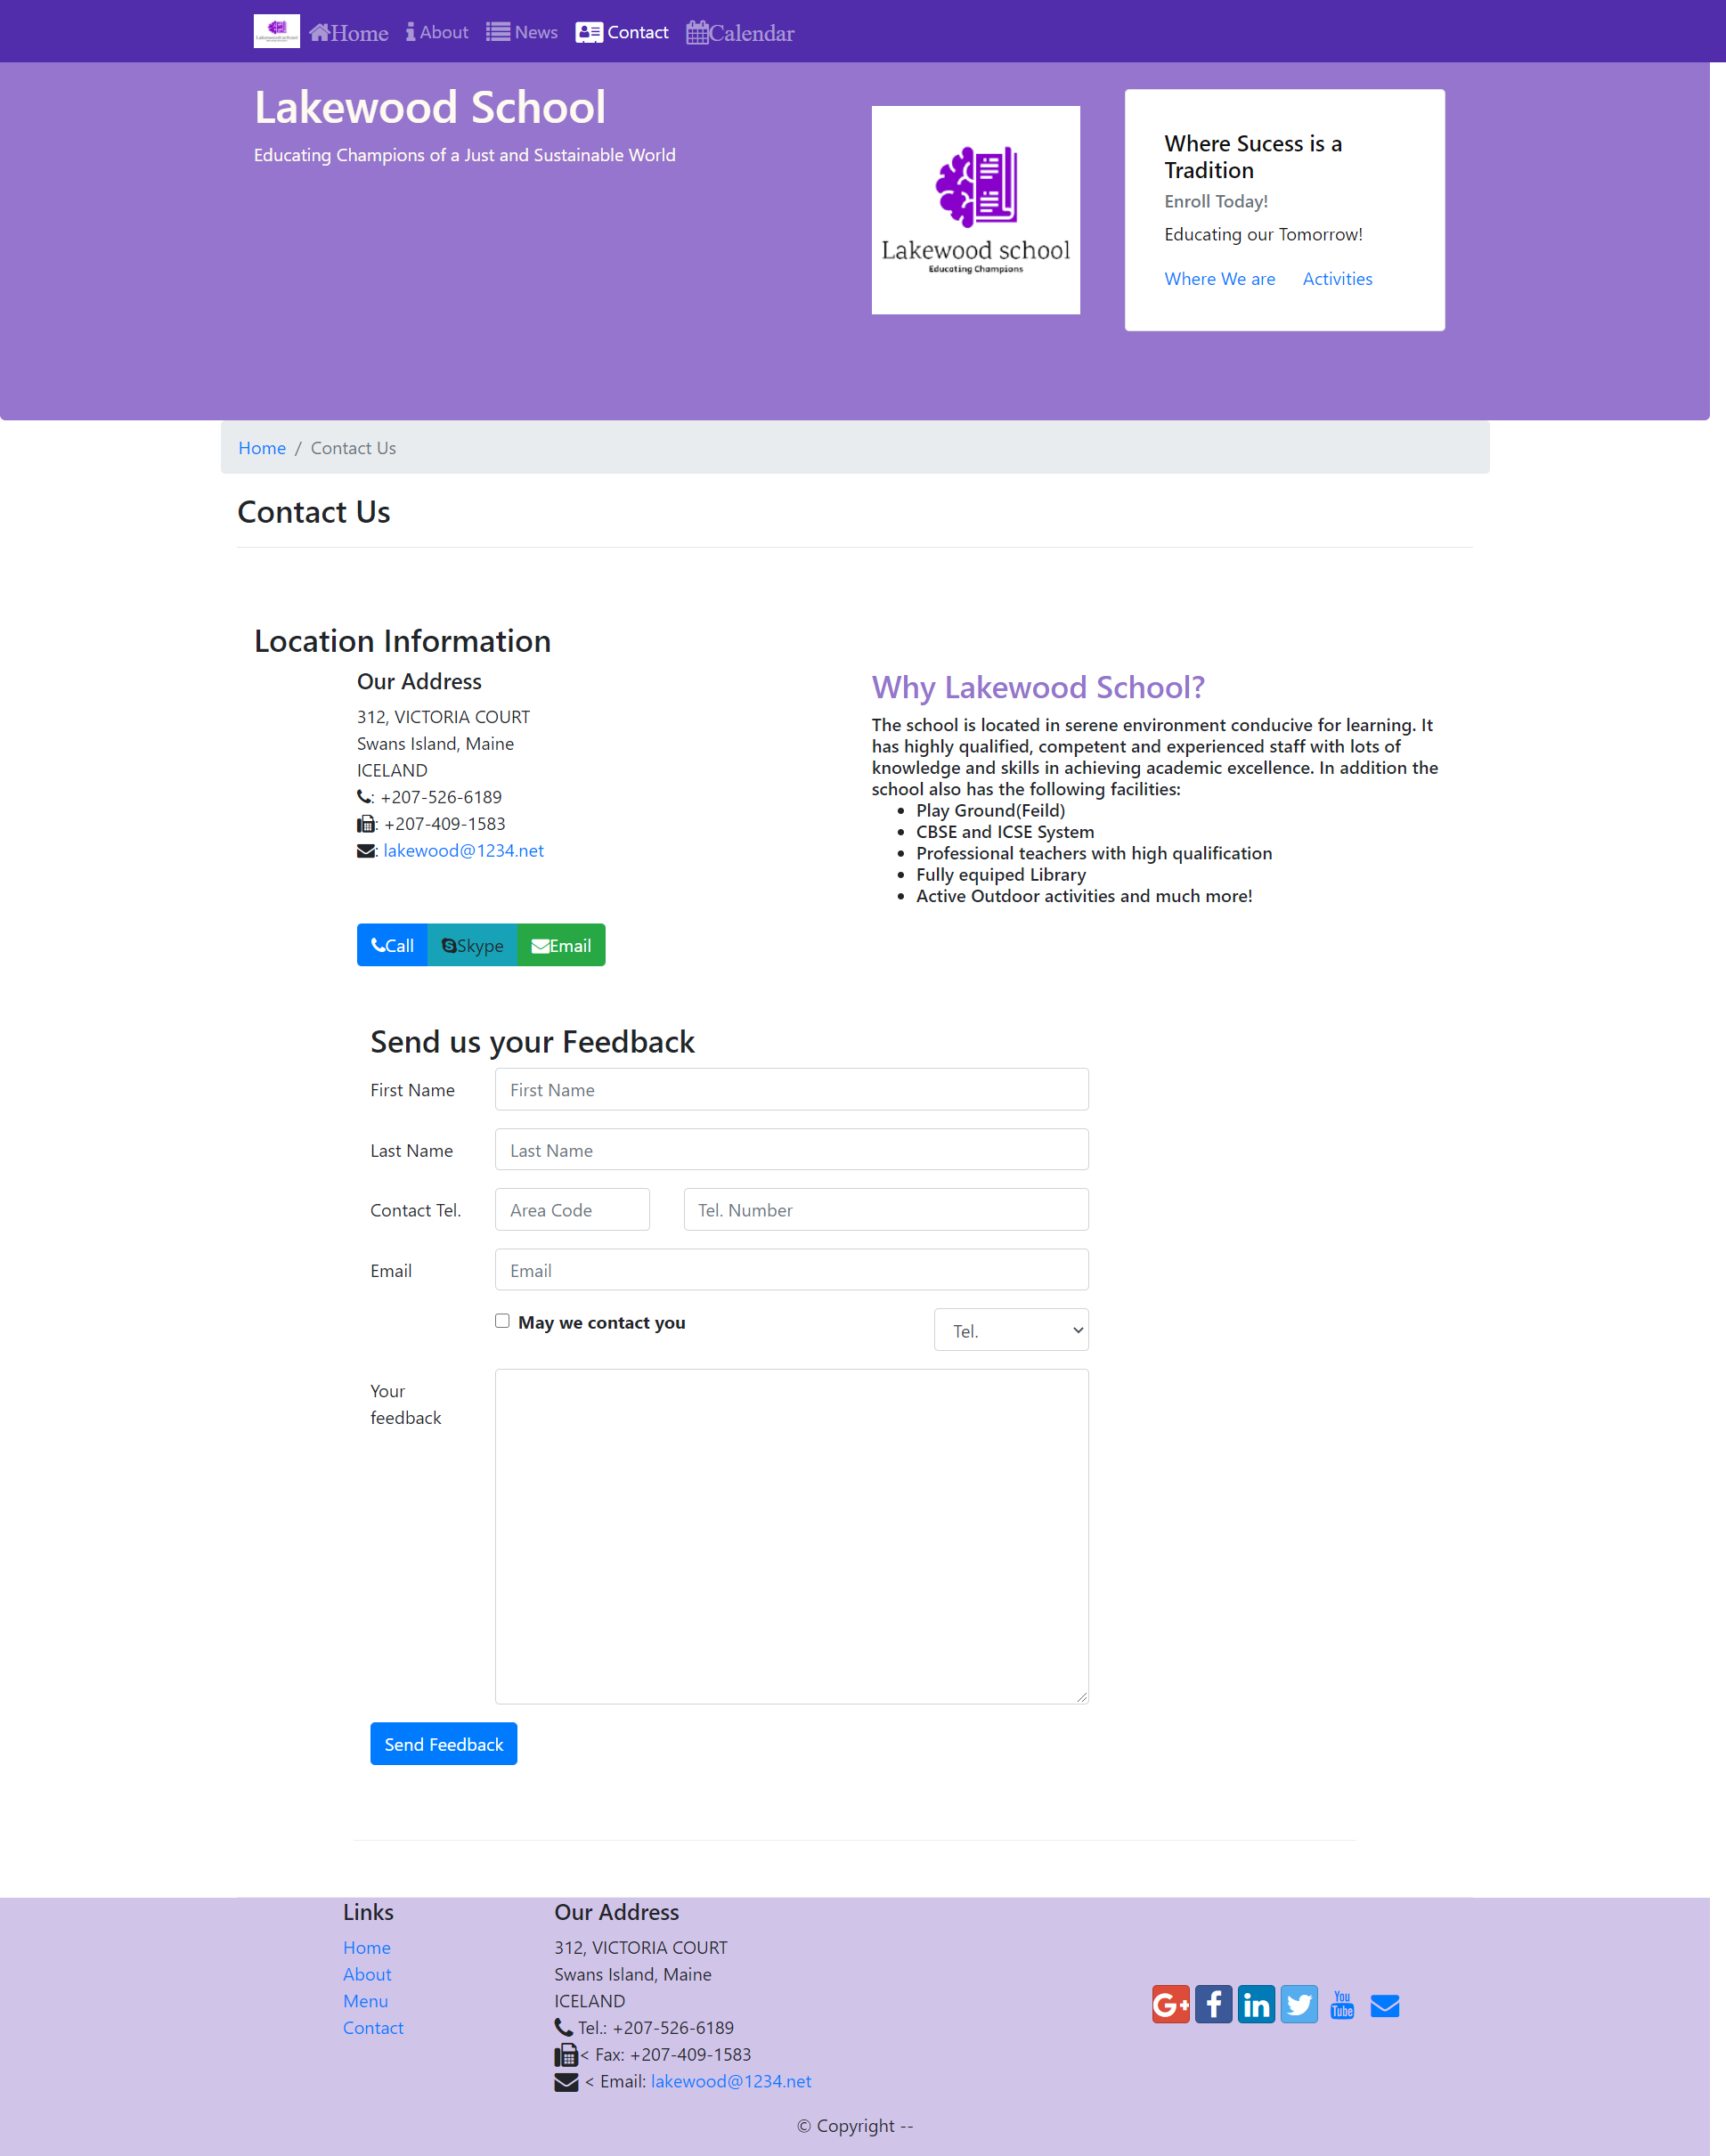 Home
About
News
Contact
Calendar
Lakewood School
Educating Champions of a Just and Sustainable World
Lakewood school
Educating Champions
Where Sucess is a
Tradition
Enroll Today!
Educating our Tomorrow!
Where We are
Activities
Home / Contact Us
Contact Us
Location Information
Our Address
312, VICTORIA COURT
Swans Island, Maine
ICELAND
: +207-526-6189
: +207-409-1583
: lakewood@1234.net
Call
Skype
Email
Why Lakewood School?
The school is located in serene environment conducive for learning. It
has highly qualified, competent and experienced staff with lots of
knowledge and skills in achieving academic excellence. In addition the
school also has the following facilities:
• Play Ground(Feild)
• CBSE and ICSE System
• Professional teachers with high qualification
• Fully equiped Library
• Active Outdoor activities and much more!
Send us your Feedback
First Name
First Name
Last Name
Last Name
Contact Tel.
Area Code
Tel. Number
Email
Email
May we contact you
Tel.
Your
feedback
Send Feedback
Links
Home
About
Menu
Contact
Our Address
312, VICTORIA COURT
Swans Island, Maine
ICELAND
Tel.: +207-526-6189
< Fax: +207-409-1583
< Email: lakewood@1234.net
G+
f
in
You
Tube
© Copyright --